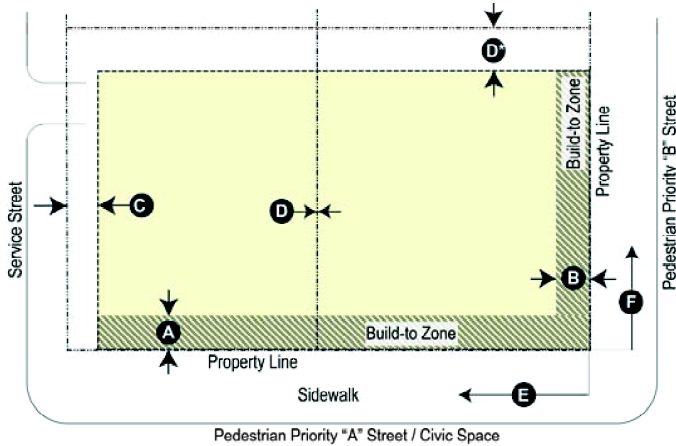 D*
Build-to Zone
Property Line
Pedestrian Priority "B" Street
Service Street
C
D
B
F
A
Build-to Zone
Property Line
Sidewalk
E
Pedestrian Priority "A" Street / Civic Space